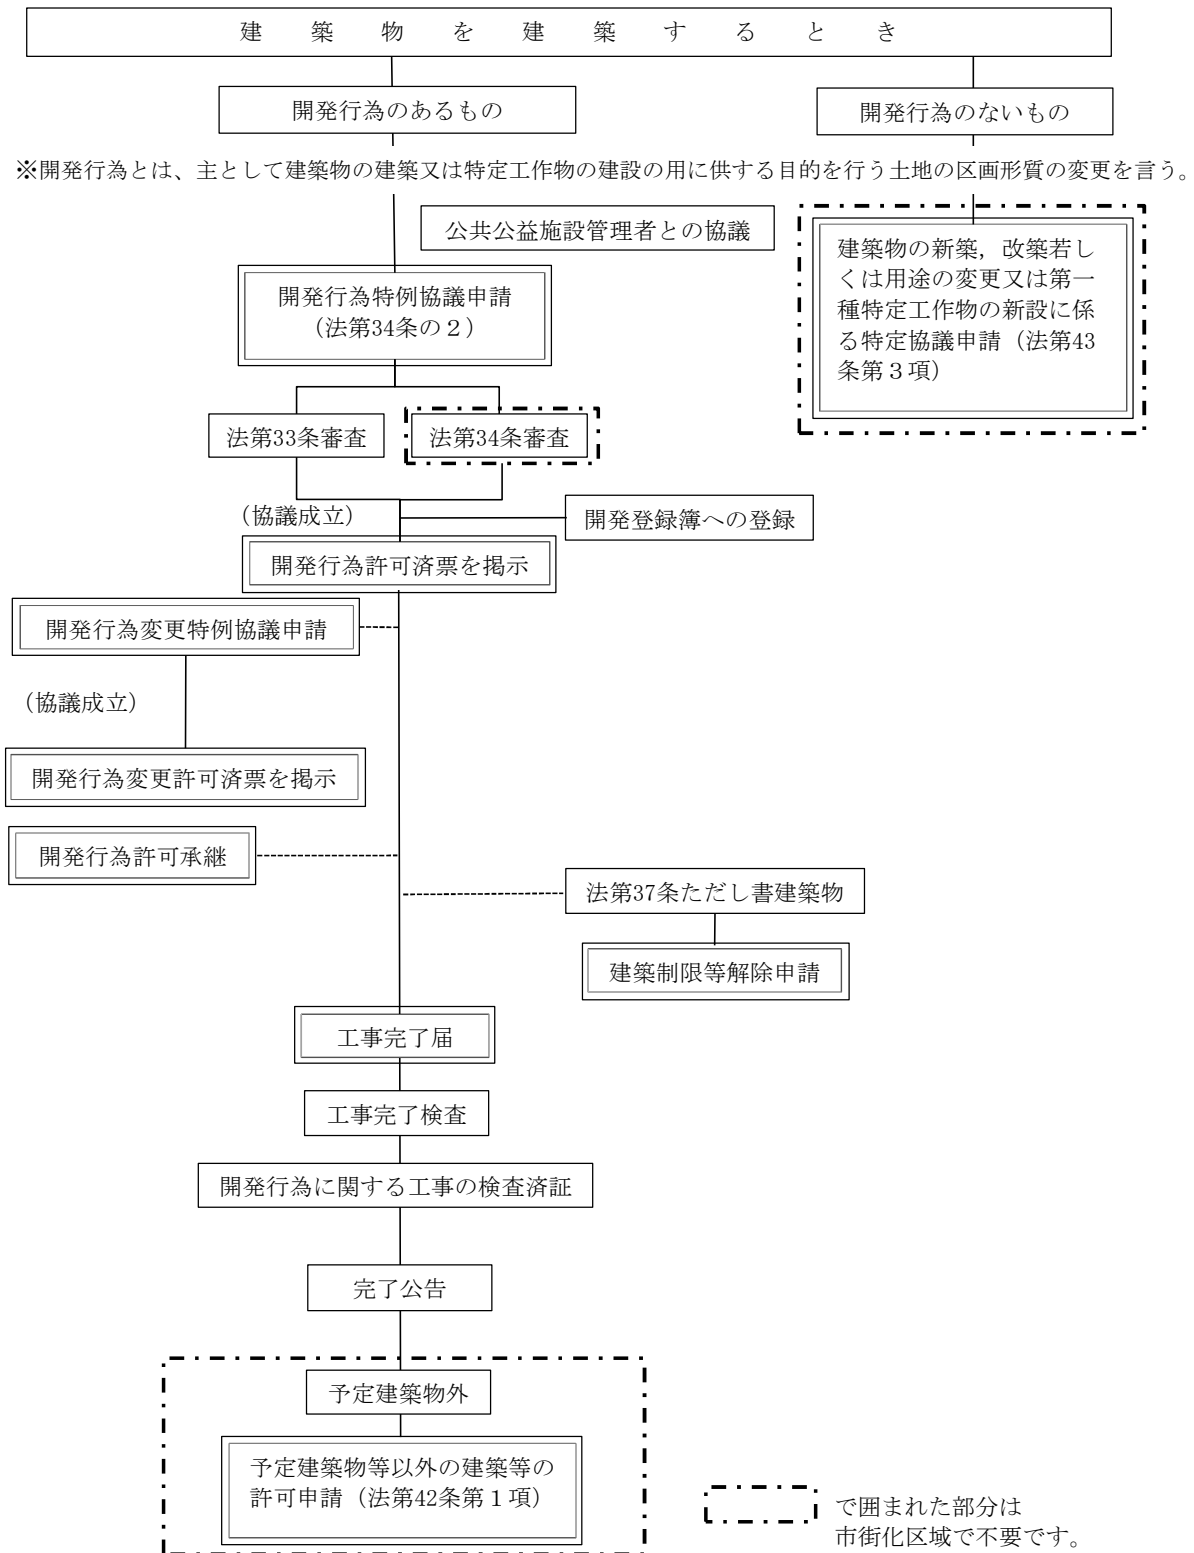 建築物を建築するとき
開発行為のあるもの
開発行為のないもの
※開発行為とは、主として建築物の建築又は特定工作物の建設の用に供する目的を行う土地の区画形質の変更を言う。
公共公益施設管理者との協議
開発行為特例協議申請
（法第34条の２）
建築物の新築，改築若し
くは用途の変更又は第一
種特定工作物の新設に係
る特定協議申請（法第43
条第３項）
法第33条審査
法第34条審査
（協議成立）
開発登録簿への登録
開発行為許可済票を掲示
開発行為変更特例協議申請
（協議成立）
開発行為変更許可済票を掲示
開発行為許可承継
法第37条ただし書建築物
建築制限等解除申請
工事完了届
工事完了検査
開発行為に関する工事の検査済証
完了公告
予定建築物外
予定建築物等以外の建築等の
許可申請（法第42条第１項）
で囲まれた部分は
市街化区域で不要です。